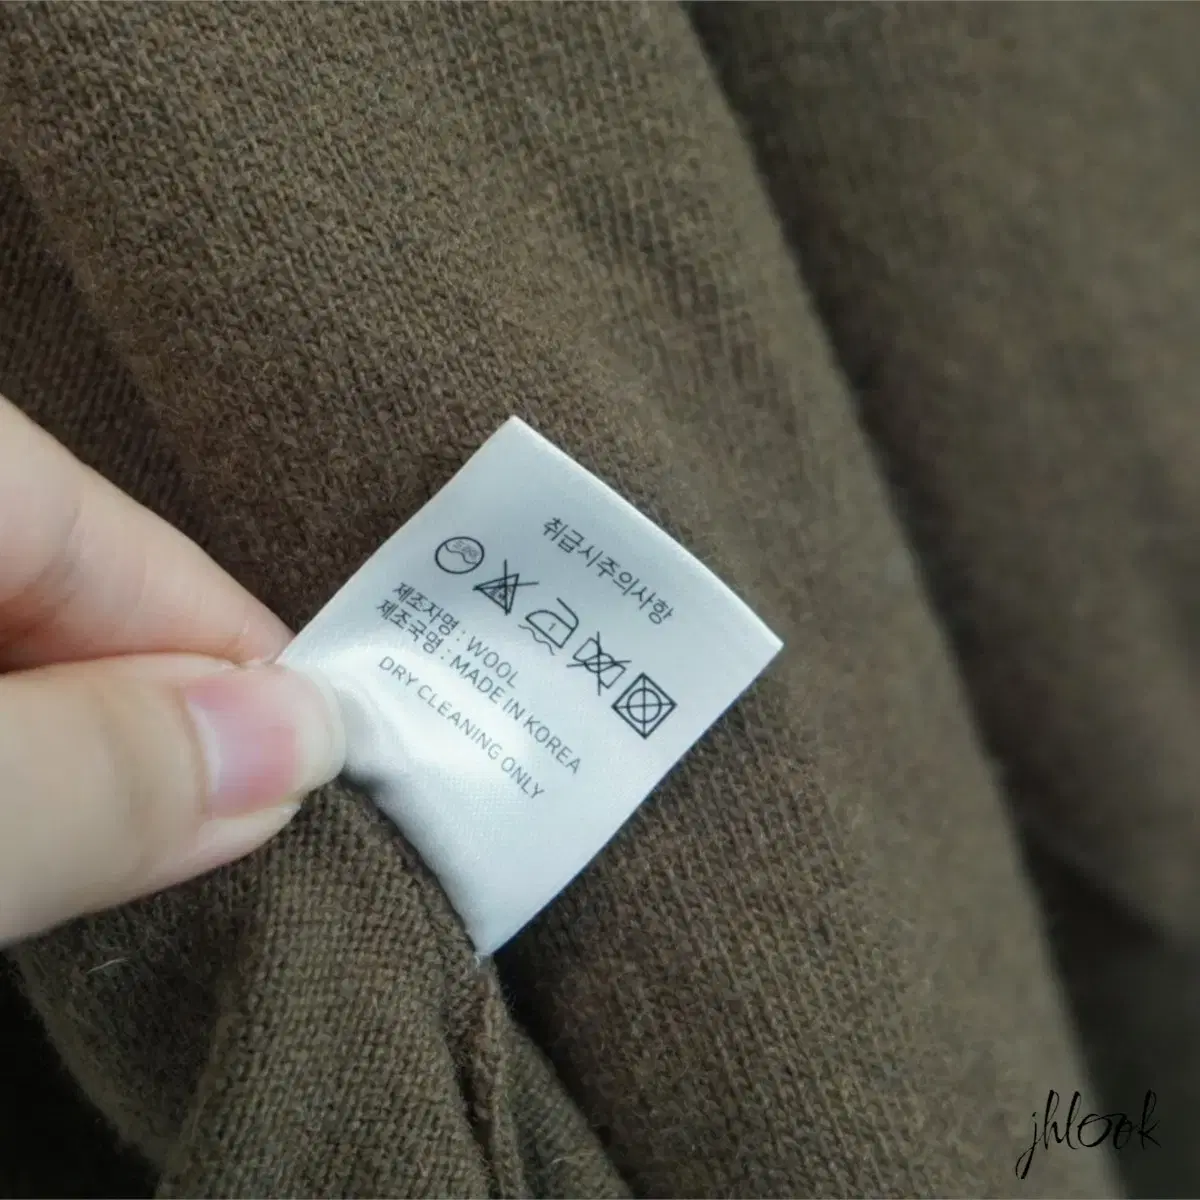 취급시주의사항
제조자명 : WOOL
제조국명 : MADE IN KOREA
DRY CLEANING ONLY
jhlook